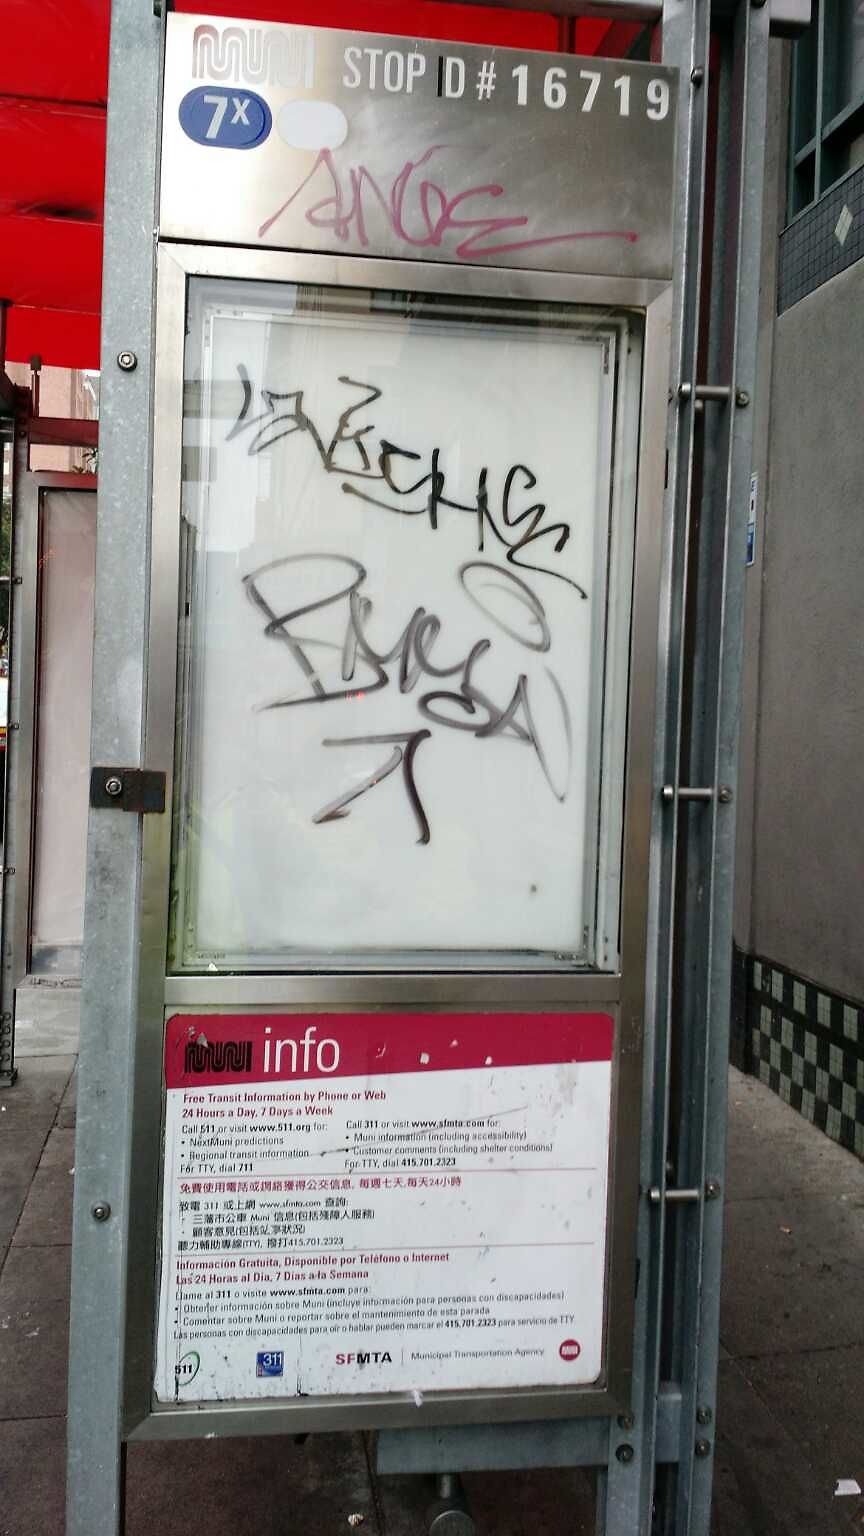 MUNI STOP ID # 16719
7X
muni info
Free Transit Information by Phone or Web
24 Hours a Day, 7 Days a Week
Call 511 or visit www.511.org for:
• NextMuni predictions
• Regional transit information
For TTY, dial 711
Call 311 or visit www.sfmta.com for:
• Muni information (including accessibility)
• Customer comments (including shelter conditions)
For TTY, dial 415.701.2323
免費使用電話或網絡獲得公交信息, 每週七天,每天24小時
致電 311 或上網 www.sfmta.com 查詢:
· 三藩市公車 Muni 信息(包括殘障人服務)
· 顧客意見(包括站亭狀況)
聽力輔助專線(TTY), 撥打415.701.2323
Información Gratuita, Disponible por Teléfono o Internet
Las 24 Horas al Día, 7 Días a la Semana
Llame al 311 o visite www.sfmta.com para:
• Obtener información sobre Muni (incluye información para personas con discapacidades)
• Comentar sobre Muni o reportar sobre el mantenimiento de esta parada
Las personas con discapacidades para oír o hablar pueden marcar el 415.701.2323 para servicio de TTY
511 311 SFMTA | Municipal Transportation Agency